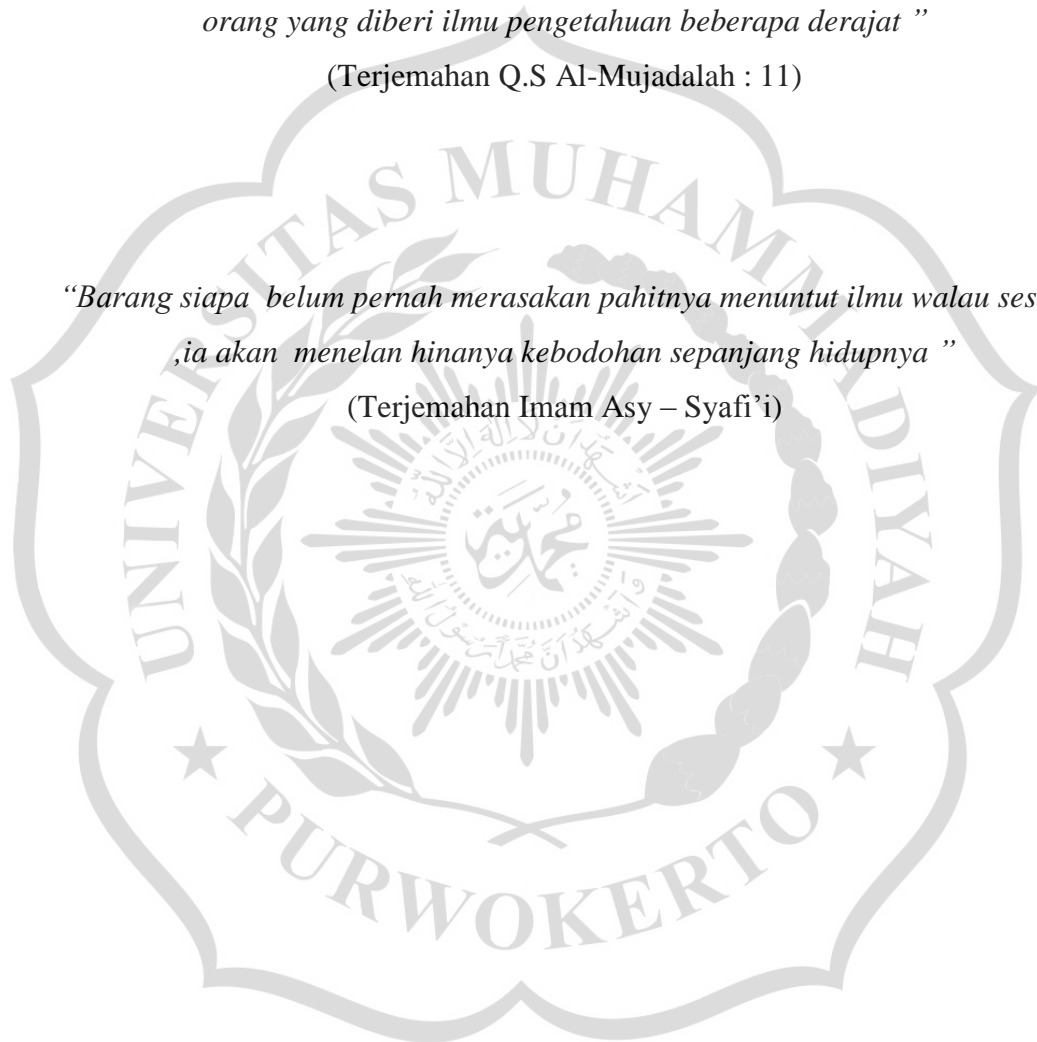 orang yang diberi ilmu pengetahuan beberapa derajat ”
(Terjemahan Q.S Al-Mujadalah : 11)
“Barang siapa belum pernah merasakan pahitnya menuntut ilmu walau ses
,ia akan menelan hinanya kebodohan sepanjang hidupnya ”
(Terjemahan Imam Asy – Syafi’i)
UNIVERSITAS MUHAMMADIYAH
PURWOKERTO